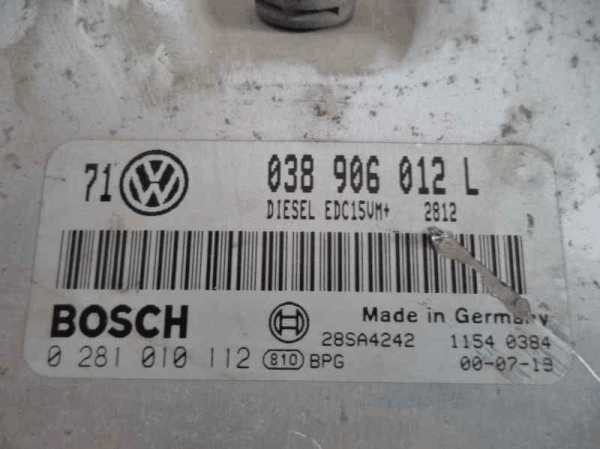 71 VW 038 906 012 L
DIESEL EDC15VM+ 2812
BOSCH Made in Germany
28SA4242 1154 0384
0 281 010 112 810 BPG 00-07-19